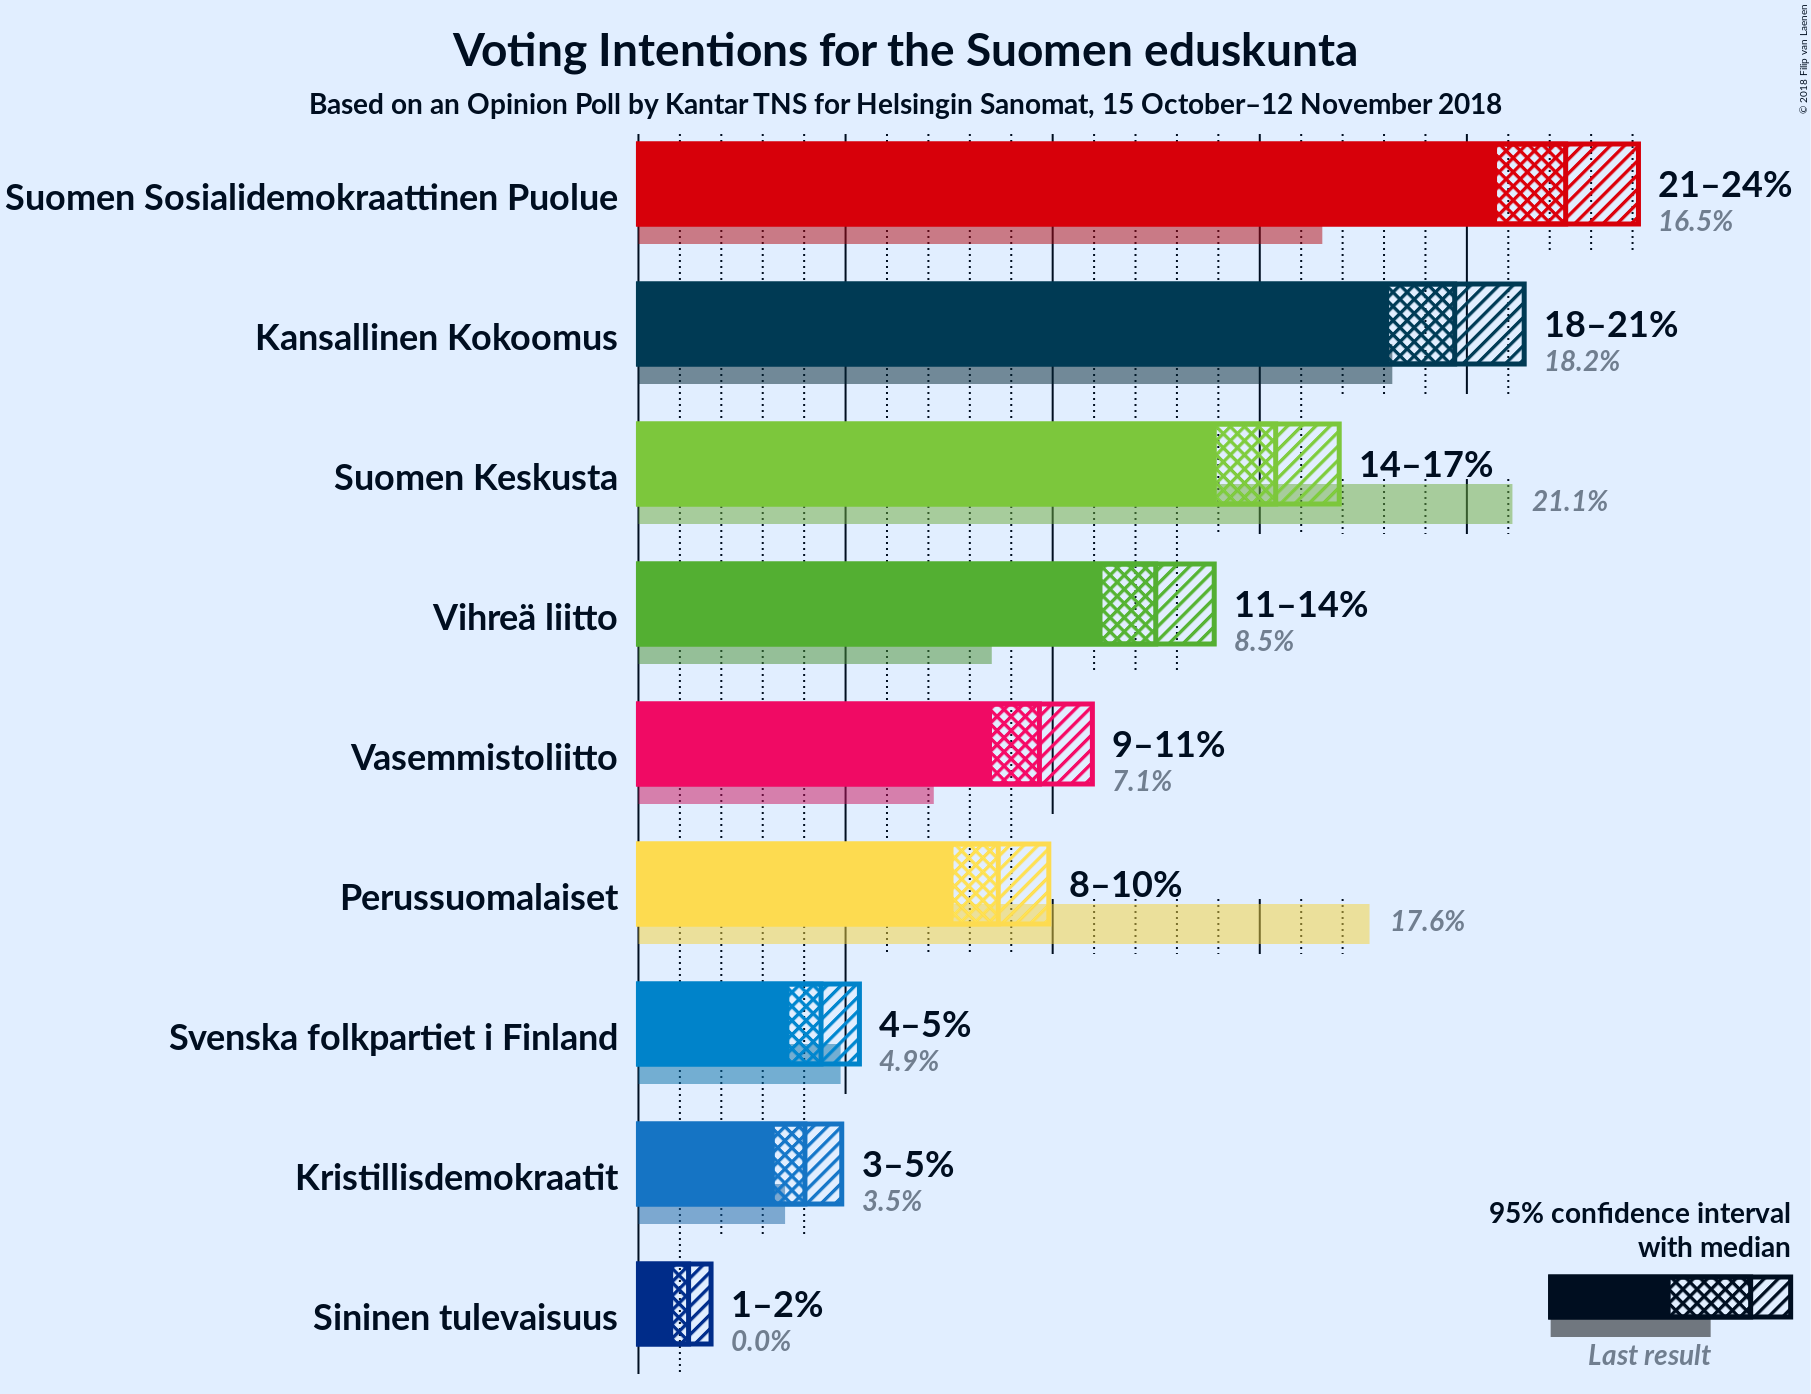 Voting Intentions for the Suomen eduskunta
Based on an Opinion Poll by Kantar TNS for Helsingin Sanomat, 15 October–12 November 2018
© 2018 Filip van Laenen
Suomen Sosialidemokraattinen Puolue
21–24%
16.5%
Kansallinen Kokoomus
18–21%
18.2%
Suomen Keskusta
14–17%
21.1%
Vihreä liitto
11–14%
8.5%
Vasemmistoliitto
9–11%
7.1%
Perussuomalaiset
8–10%
17.6%
Svenska folkpartiet i Finland
4–5%
4.9%
Kristillisdemokraatit
3–5%
3.5%
Sininen tulevaisuus
1–2%
0.0%
95% confidence interval
with median
Last result